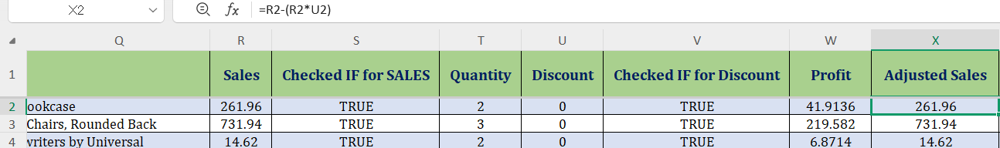 X2 fx =R2-(R2*U2)
Q R S T U V W X
1 Sales Checked IF for SALES Quantity Discount Checked IF for Discount Profit Adjusted Sales
2 ookcase 261.96 TRUE 2 0 TRUE 41.9136 261.96
3 Chairs, Rounded Back 731.94 TRUE 3 0 TRUE 219.582 731.94
4 writers by Universal 14.62 TRUE 2 0 TRUE 6.8714 14.62